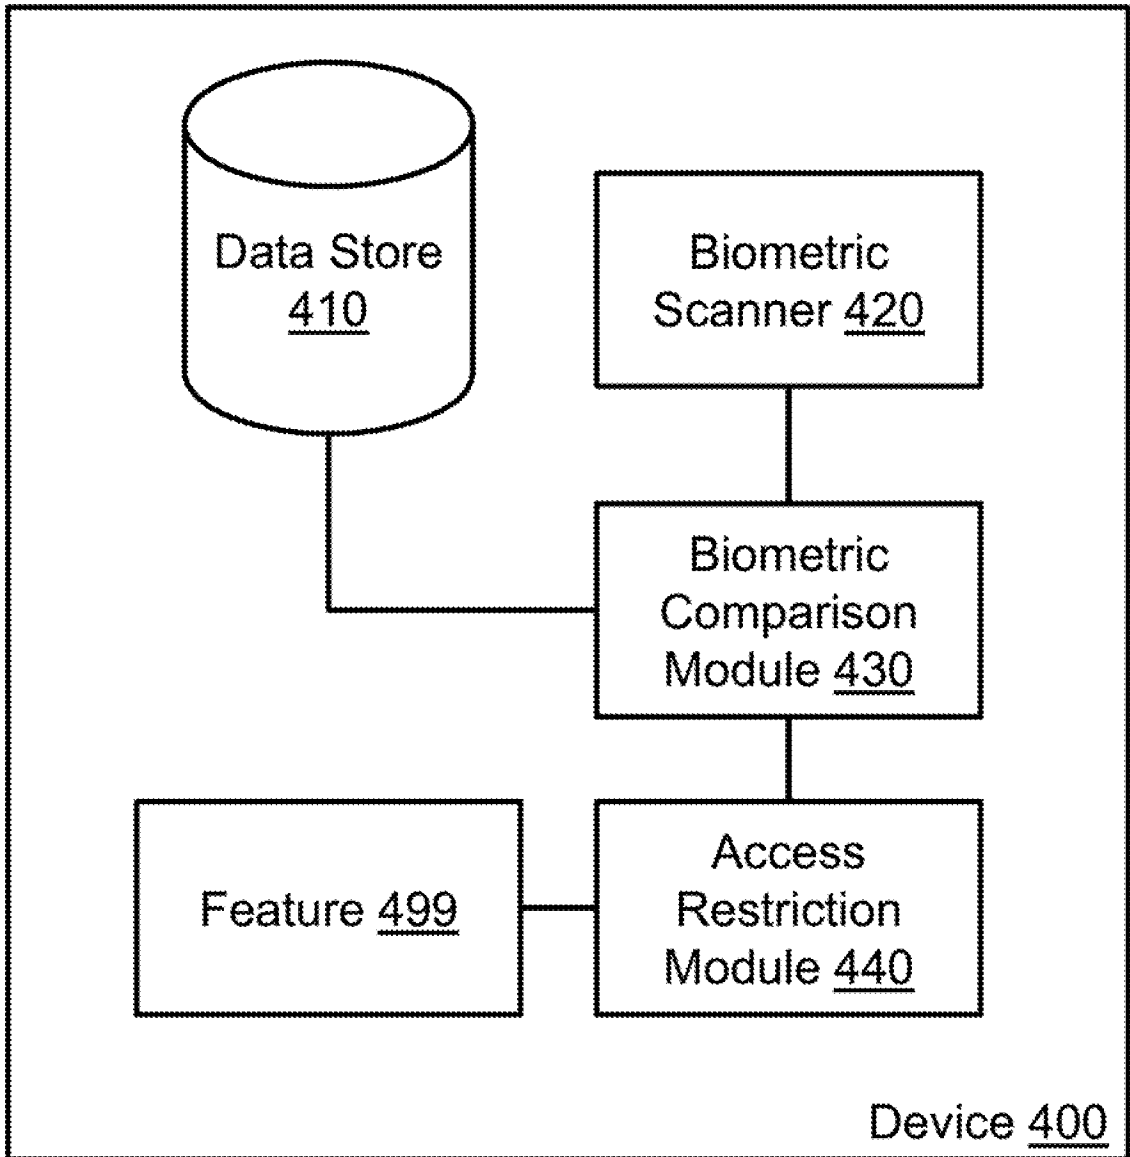 Data Store
410
Biometric
Scanner 420
Biometric
Comparison
Module 430
Feature 499
Access
Restriction
Module 440
Device 400